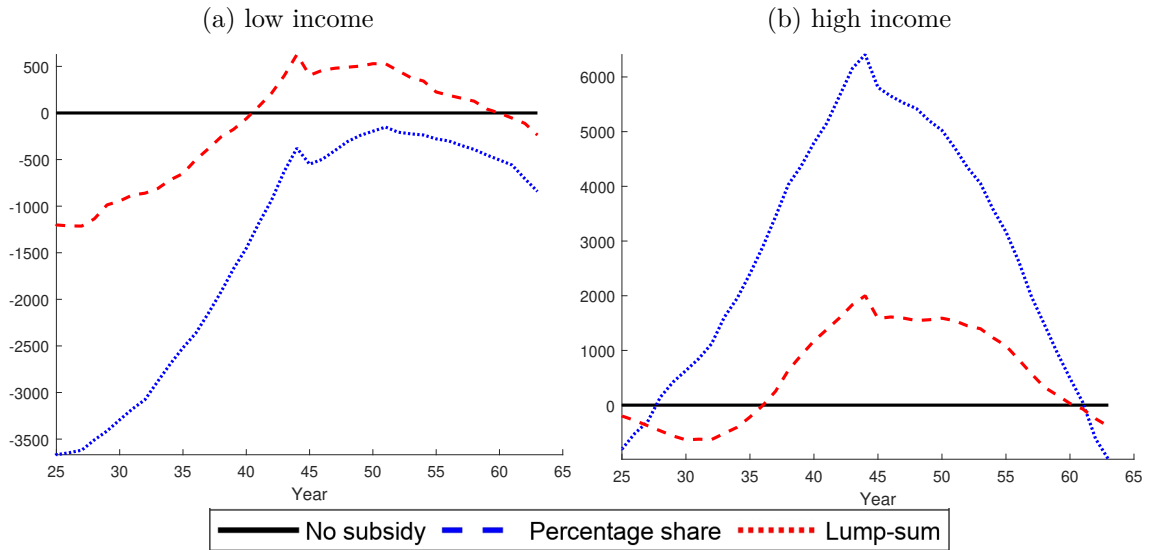 (a) low income
(b) high income
500
0
-500
-1000
-1500
-2000
-2500
-3000
-3500
25 30 35 40 45 50 55 60 65
Year
6000
5000
4000
3000
2000
1000
0
25 30 35 40 45 50 55 60 65
Year
No subsidy Percentage share Lump-sum